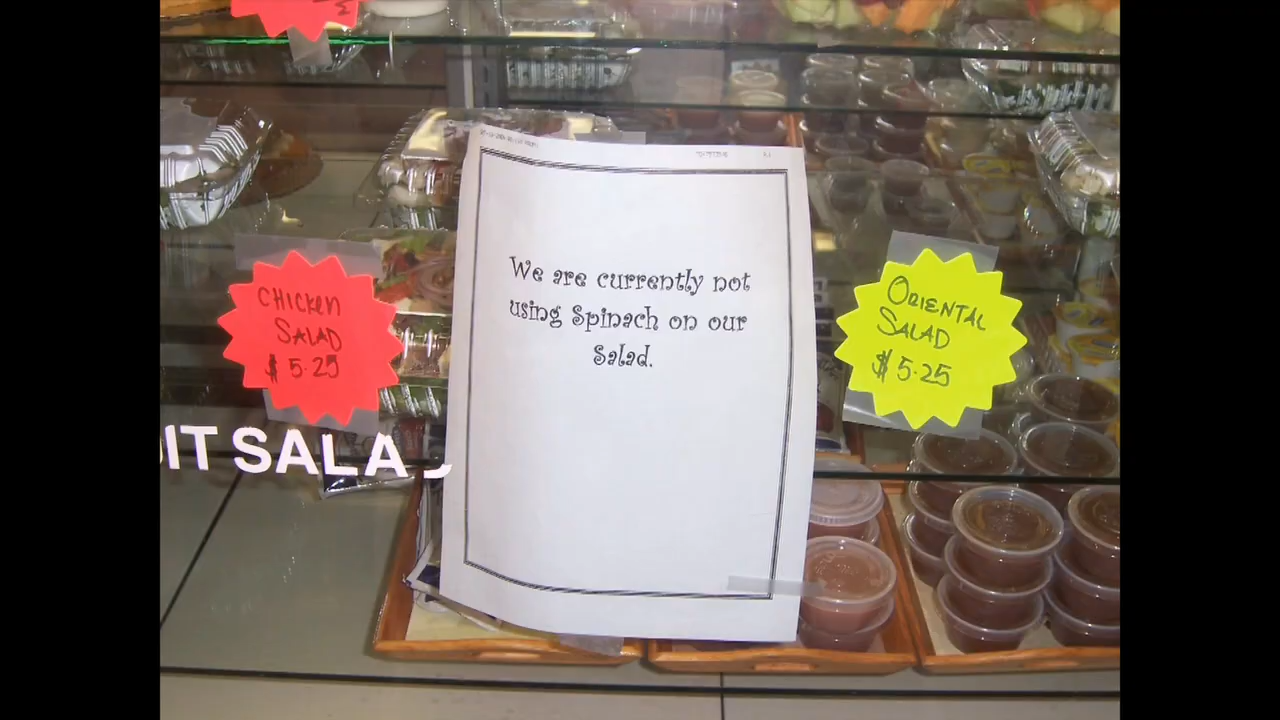 We are currently not
using Spinach on our
Salad.
CHICKEN
SALAD
$5.25
ORIENTAL
SALAD
$5.25
IT SALA